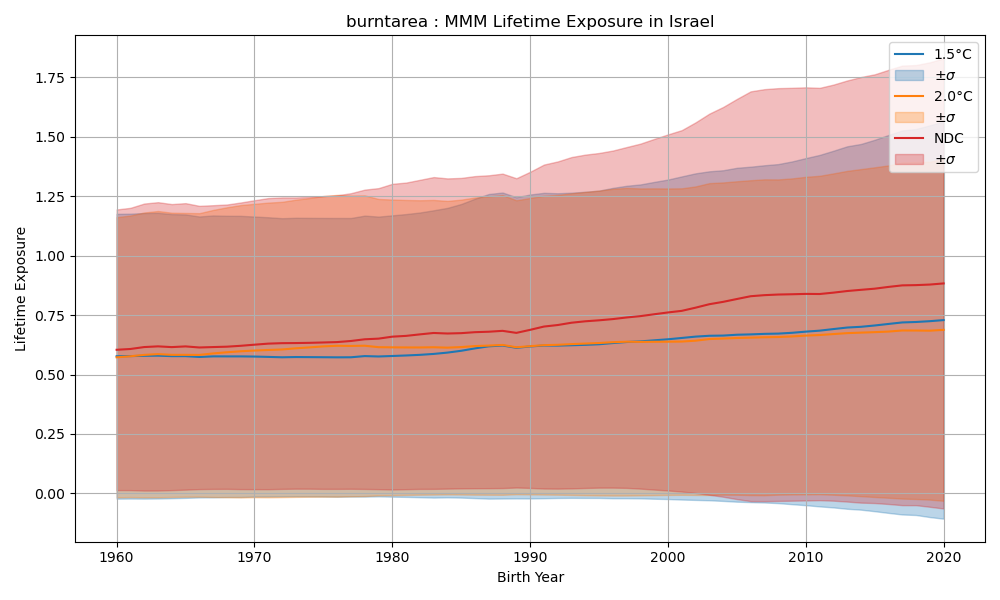 burntarea : MMM Lifetime Exposure in Israel
1.5°C
±σ
2.0°C
±σ
NDC
±σ
Lifetime Exposure
1.75
1.50
1.25
1.00
0.75
0.50
0.25
0.00
1960 1970 1980 1990 2000 2010 2020
Birth Year